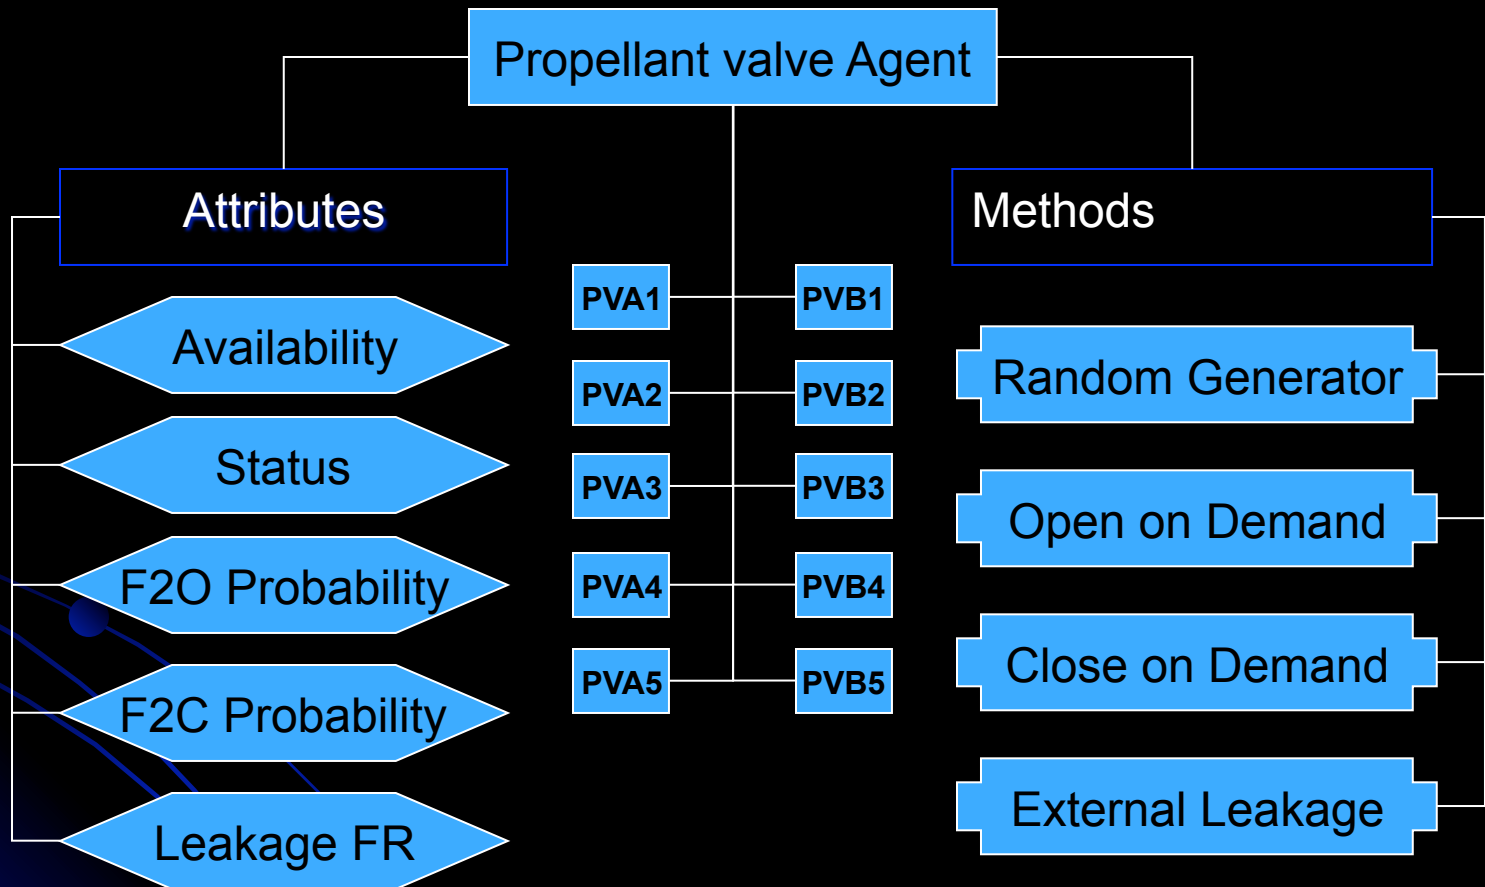 Propellant valve Agent
Attributes
Methods
Availability
Status
F2O Probability
F2C Probability
Leakage FR
PVA1
PVB1
PVA2
PVB2
PVA3
PVB3
PVA4
PVB4
PVA5
PVB5
Random Generator
Open on Demand
Close on Demand
External Leakage